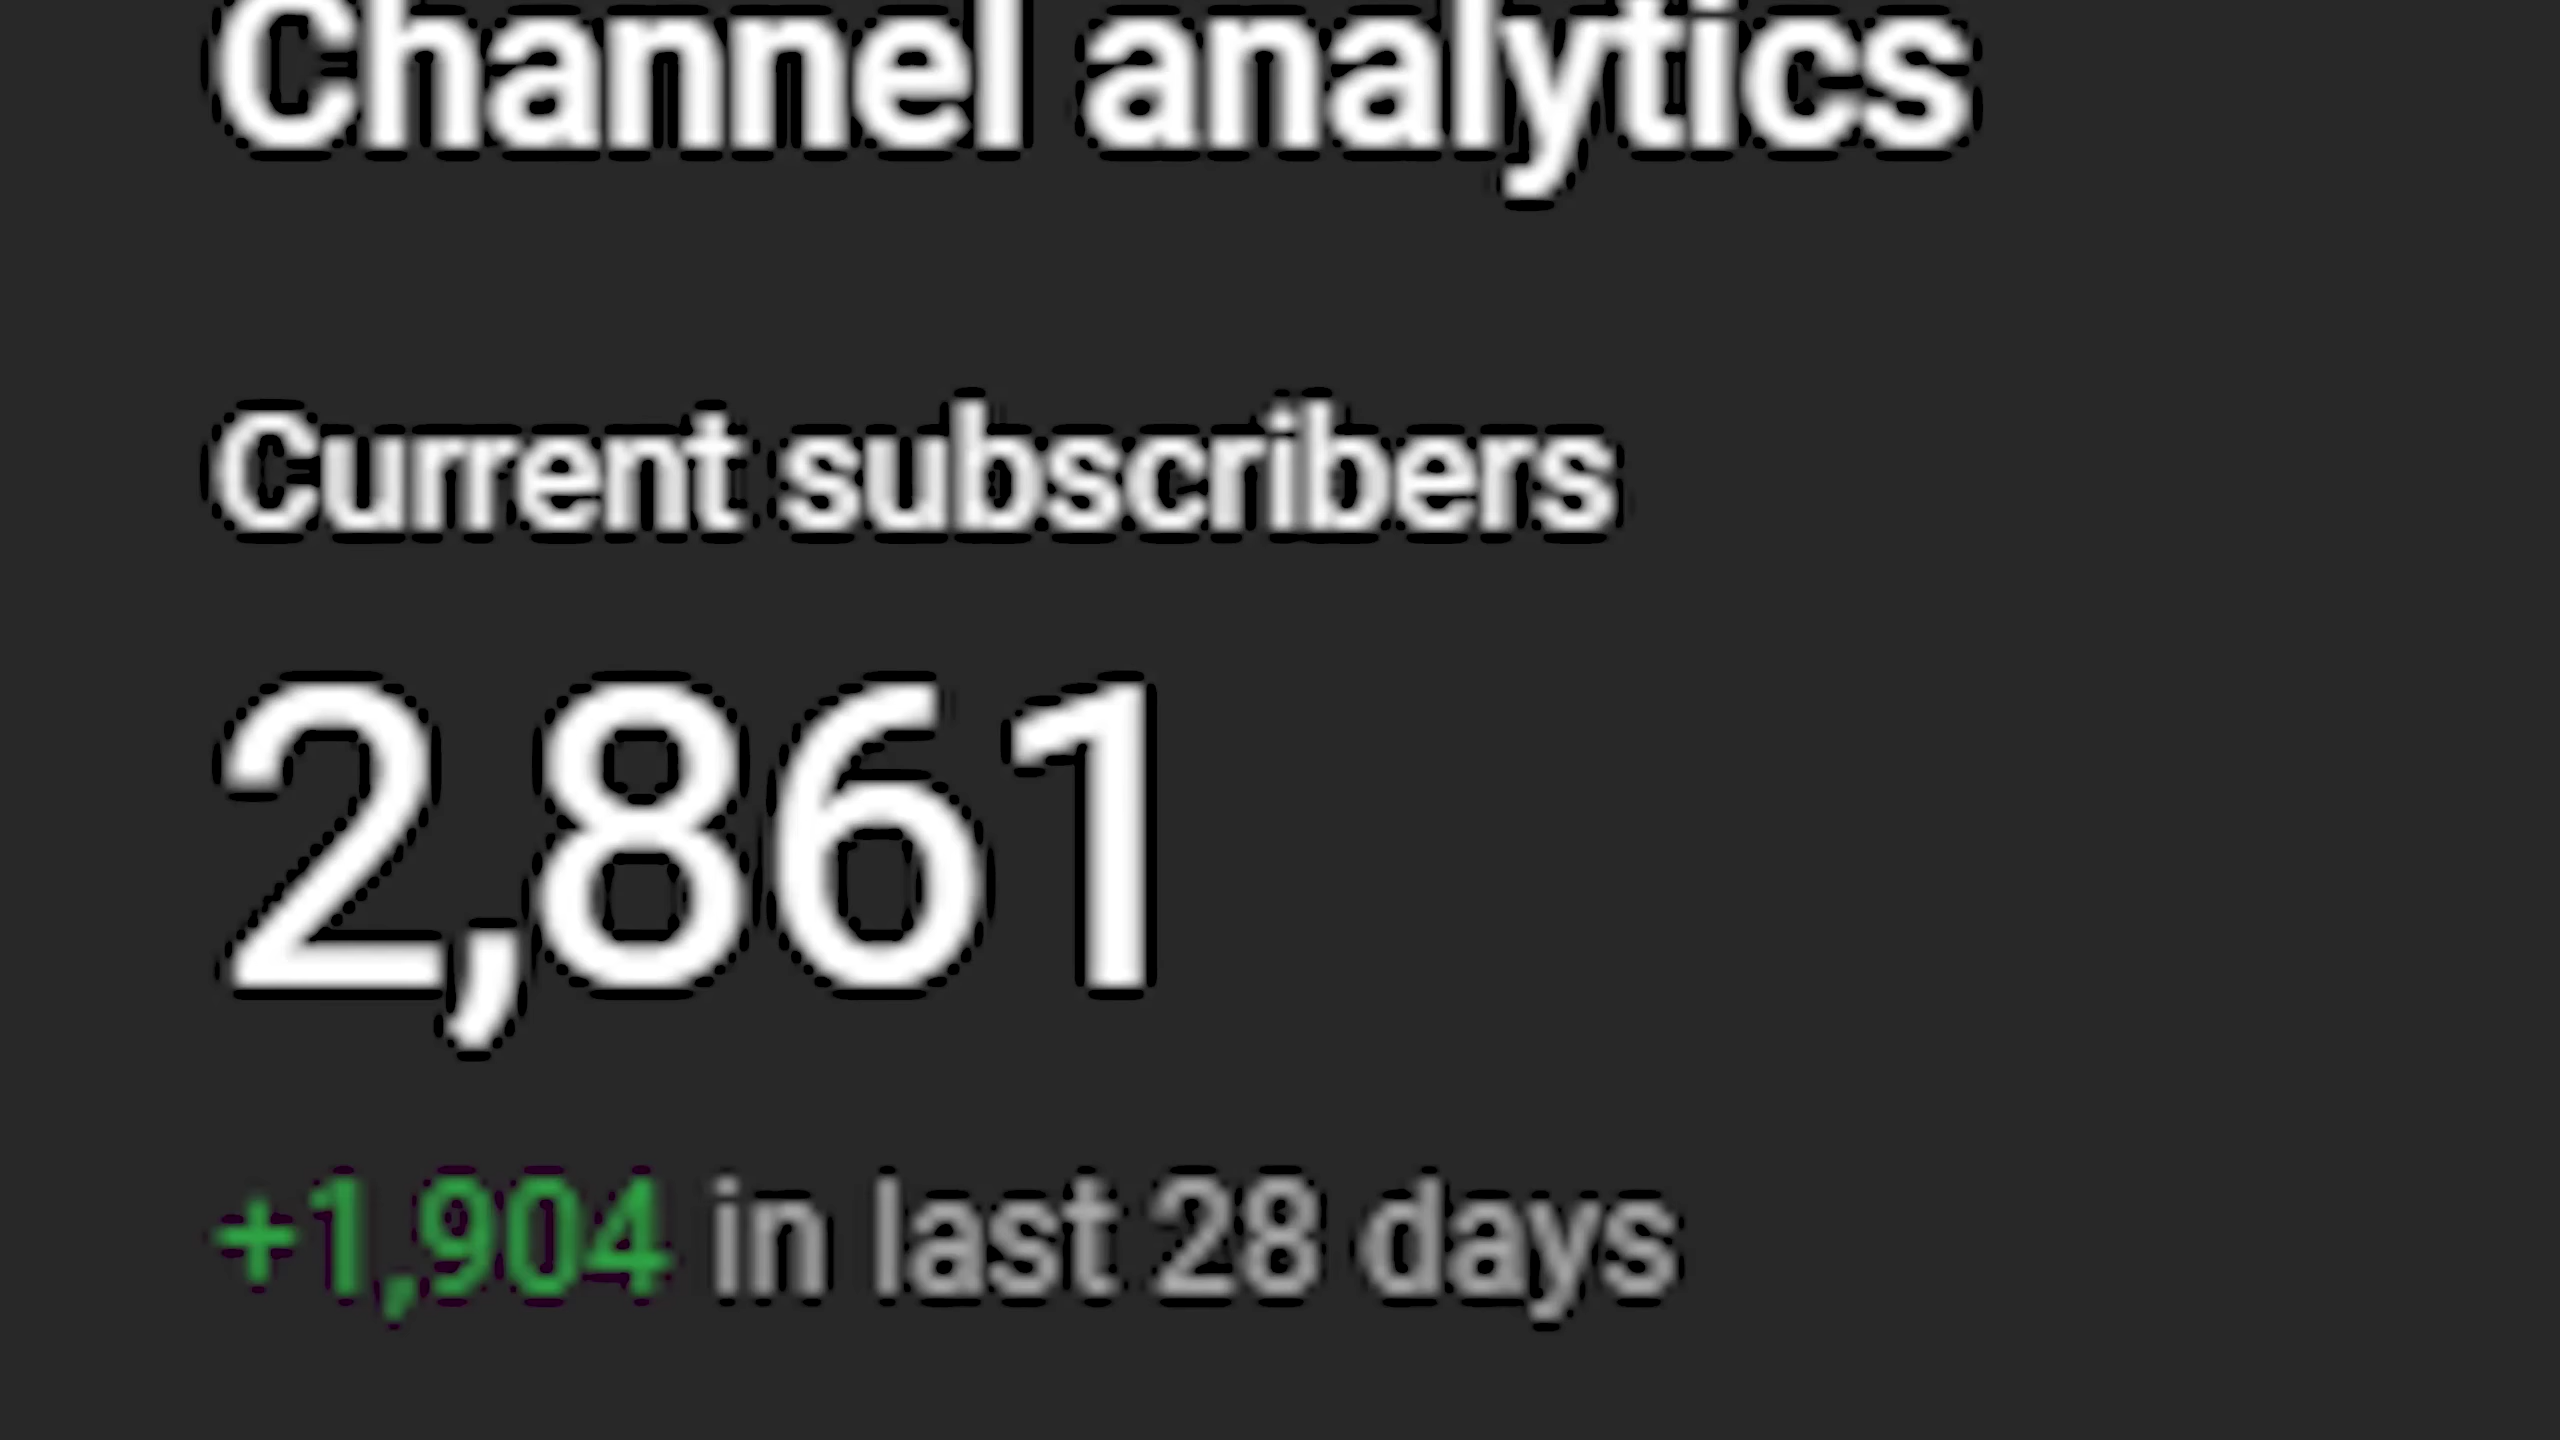 Channel analytics
Current subscribers
2,861
+1,904 in last 28 days